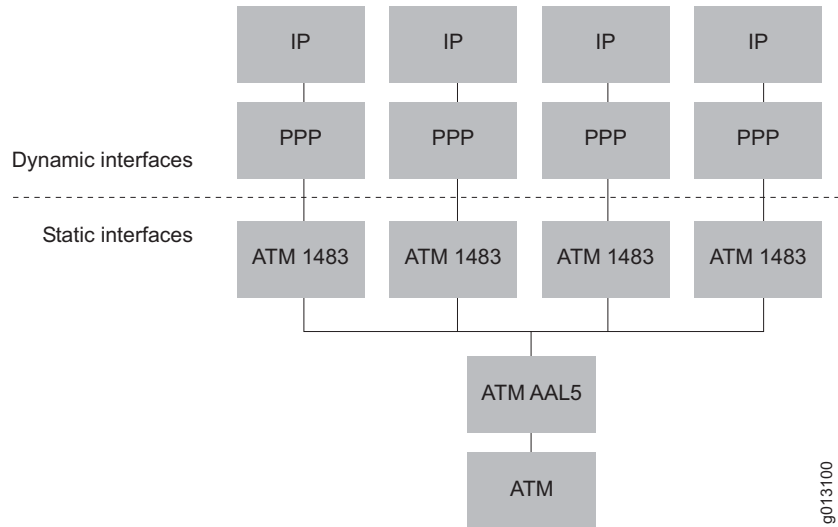 IP IP IP IP
PPP PPP PPP PPP
Dynamic interfaces
Static interfaces
ATM 1483 ATM 1483 ATM 1483 ATM 1483
ATM AAL5
ATM
g013100